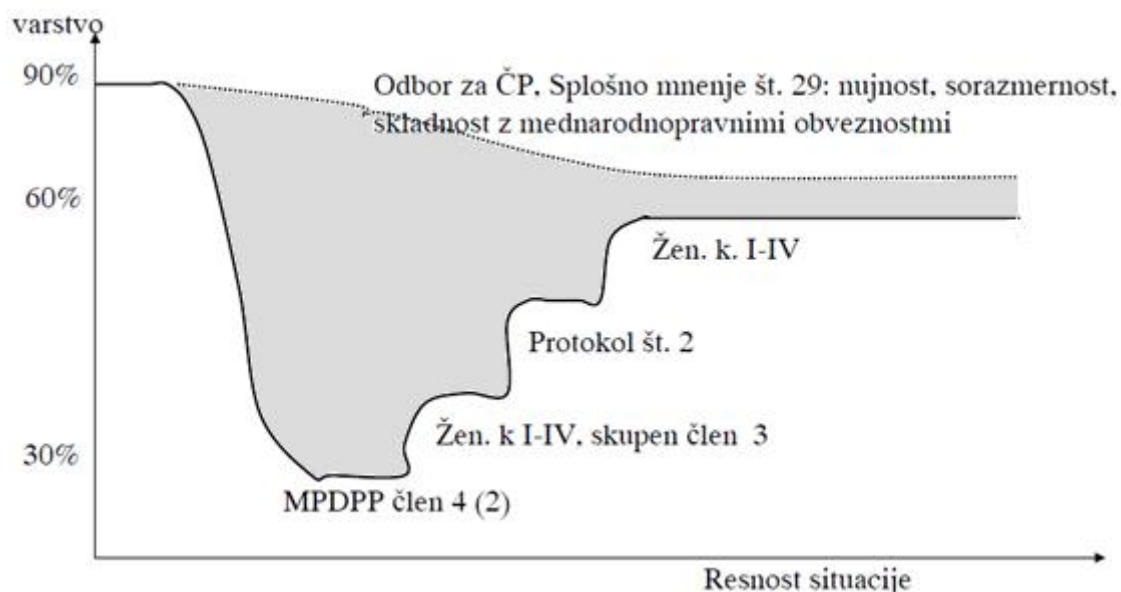 varstvo
90%
Odbor za ČP, Splošno mnenje št. 29: nujnost, sorazmernost,
skladnost z mednarodnopravnimi obveznostmi
60%
Žen. k. I-IV
Protokol št. 2
Žen. k I-IV, skupen člen 3
30%
MPDPP člen 4 (2)
Resnost situacije